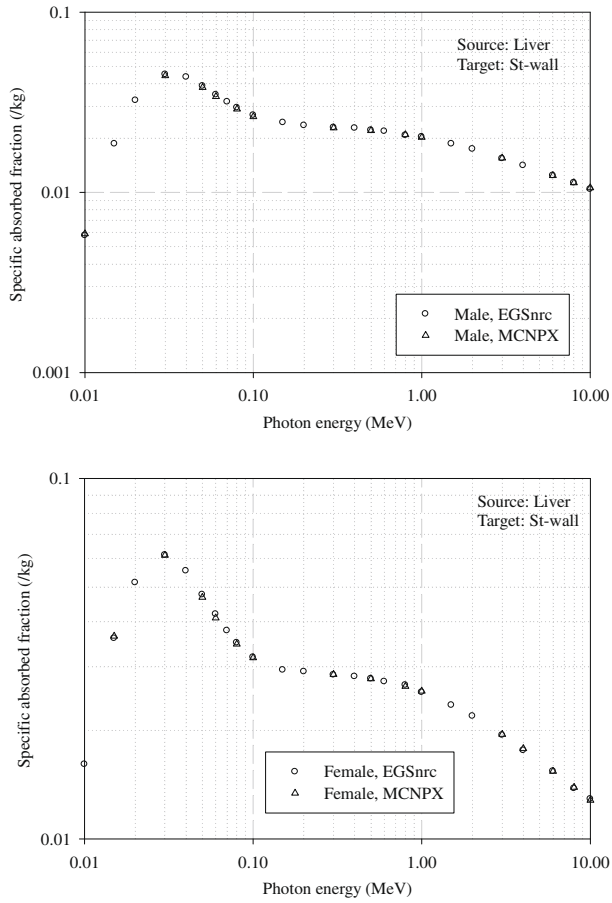 0.1
Source: Liver
Target: St-wall
Specific absorbed fraction (/kg)
0.01
Male, EGSnrc
Male, MCNPX
0.001
0.01 0.10 1.00 10.00
Photon energy (MeV)
0.1
Source: Liver
Target: St-wall
Specific absorbed fraction (/kg)
Female, EGSnrc
Female, MCNPX
0.01
0.01 0.10 1.00 10.00
Photon energy (MeV)